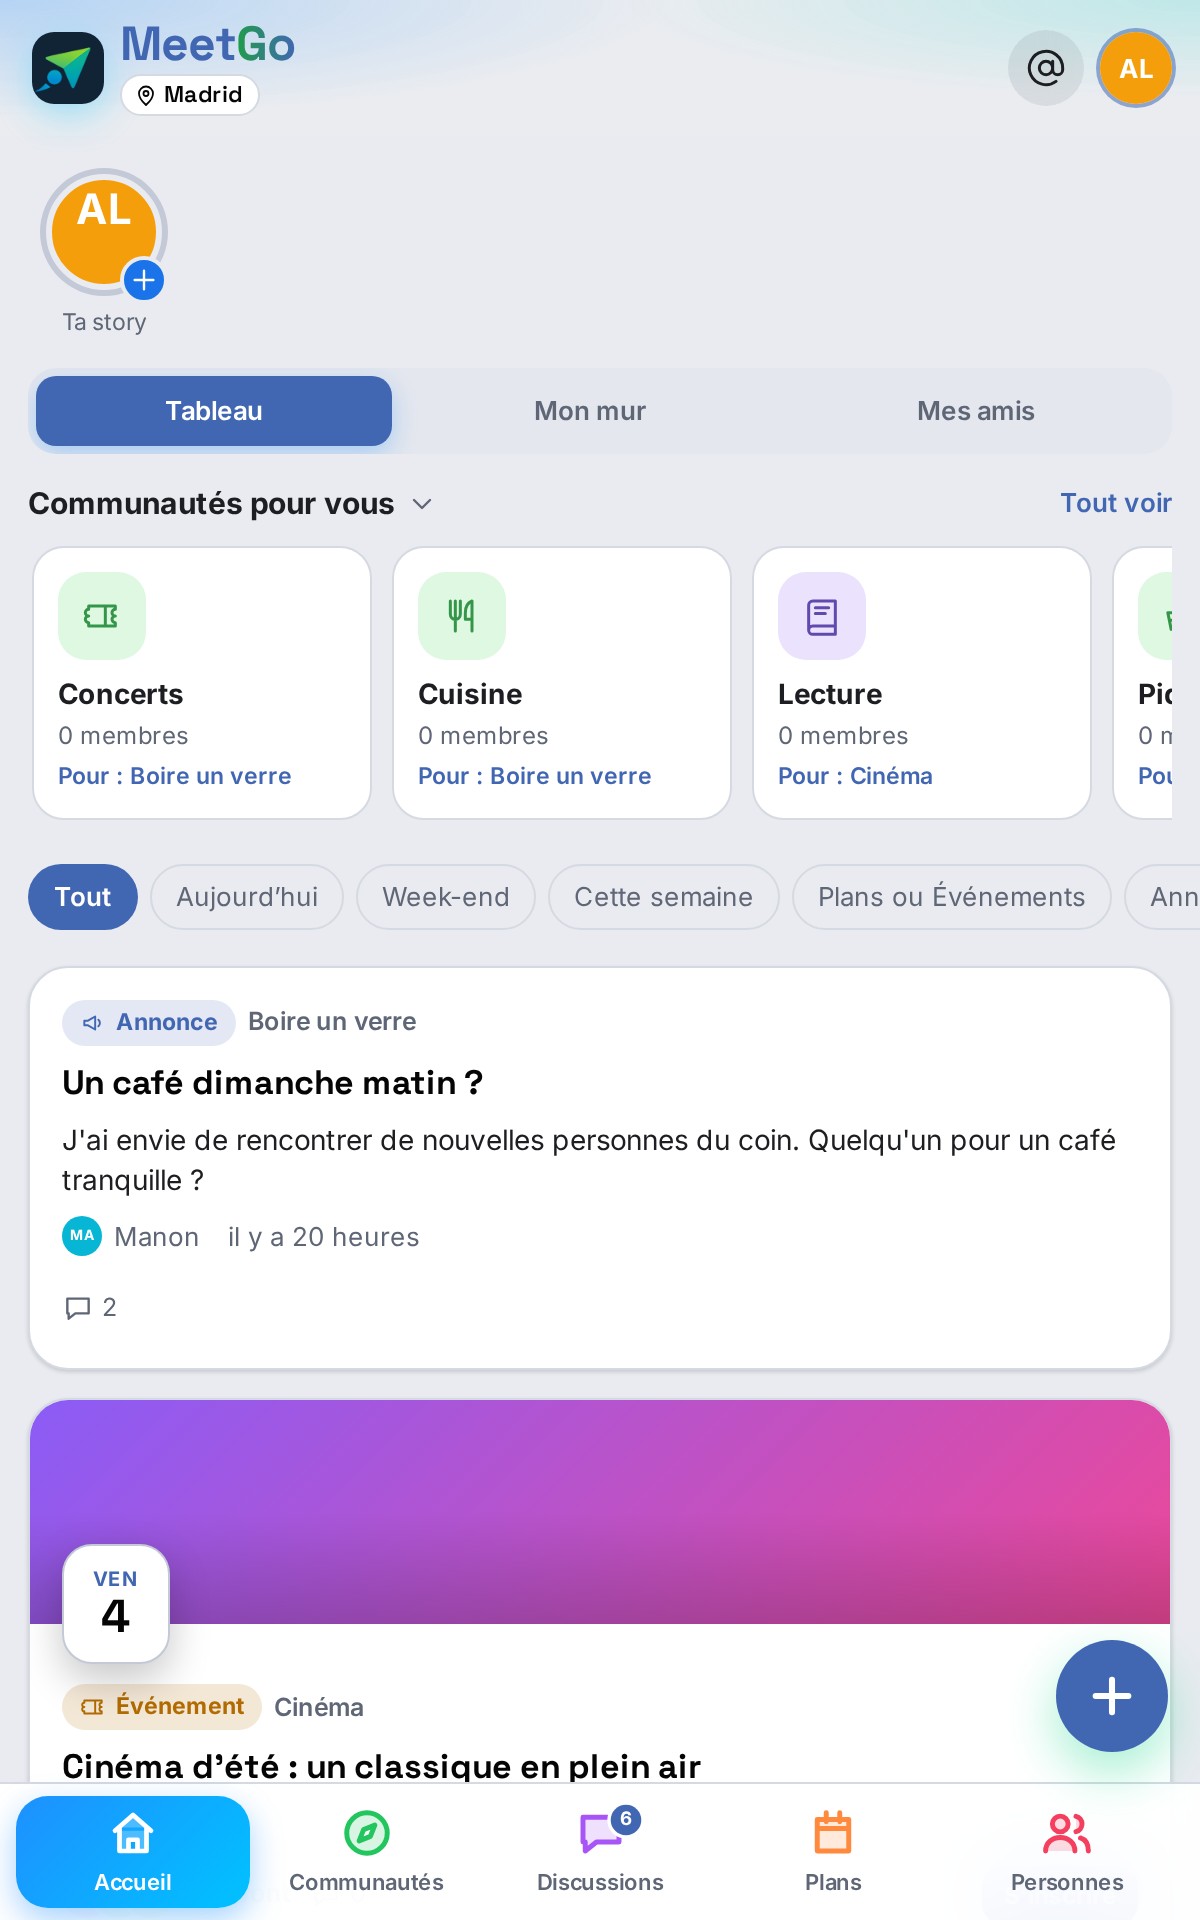 MeetGo
Madrid
AL
AL
Ta story
Tableau Mon mur Mes amis
Communautés pour vous Tout voir
Concerts
0 membres
Pour : Boire un verre
Cuisine
0 membres
Pour : Boire un verre
Lecture
0 membres
Pour : Cinéma
Tout Aujourd’hui Week-end Cette semaine Plans ou Événements
Annonce Boire un verre
Un café dimanche matin ?
J'ai envie de rencontrer de nouvelles personnes du coin. Quelqu'un pour un café
tranquille ?
MA Manon il y a 20 heures
2
VEN
4
Événement Cinéma
Cinéma d’été : un classique en plein air
6
Accueil Communautés Discussions Plans Personnes